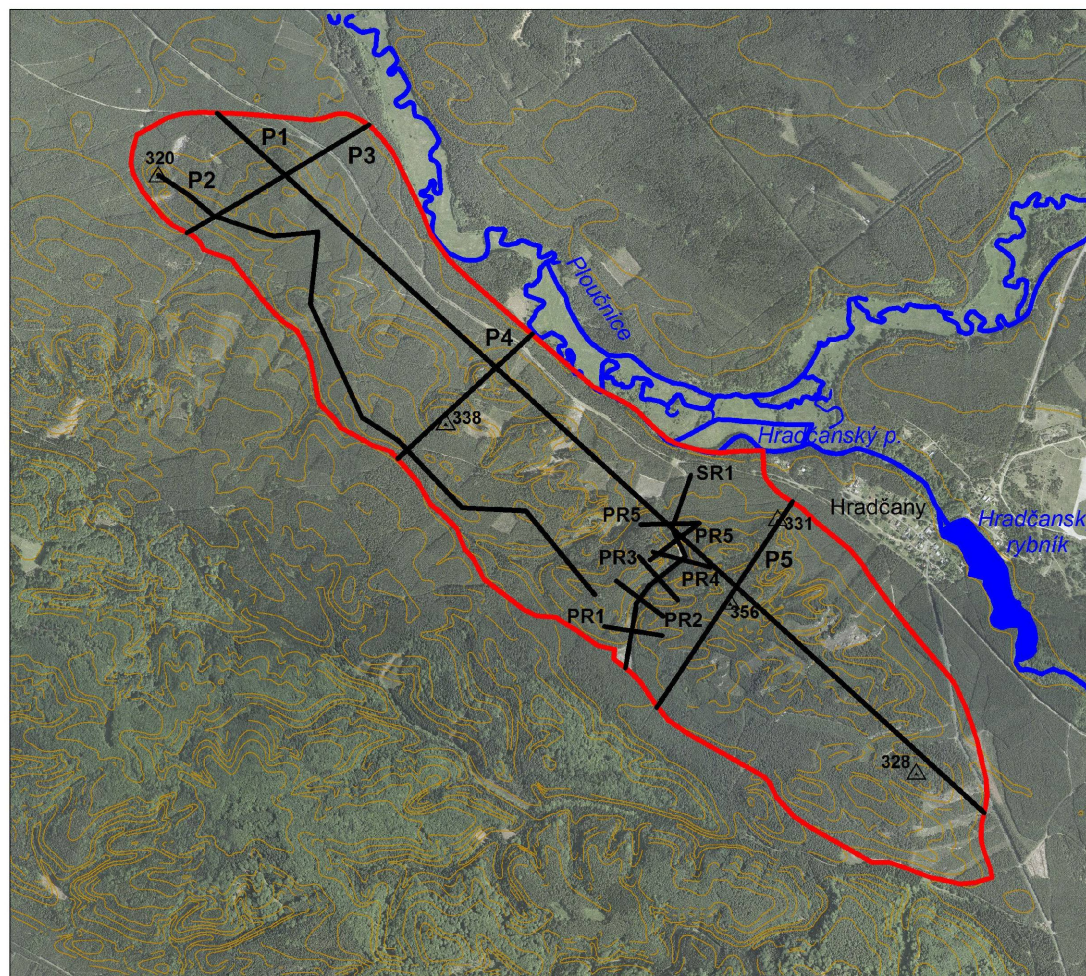 P1
P3
320
P2
Ploučnice
P4
338
Hradčanský p.
SR1
Hradčany
PR5
331
Hradčanský
rybník
PR5
PR3
P5
PR4
356
PR1
PR2
328